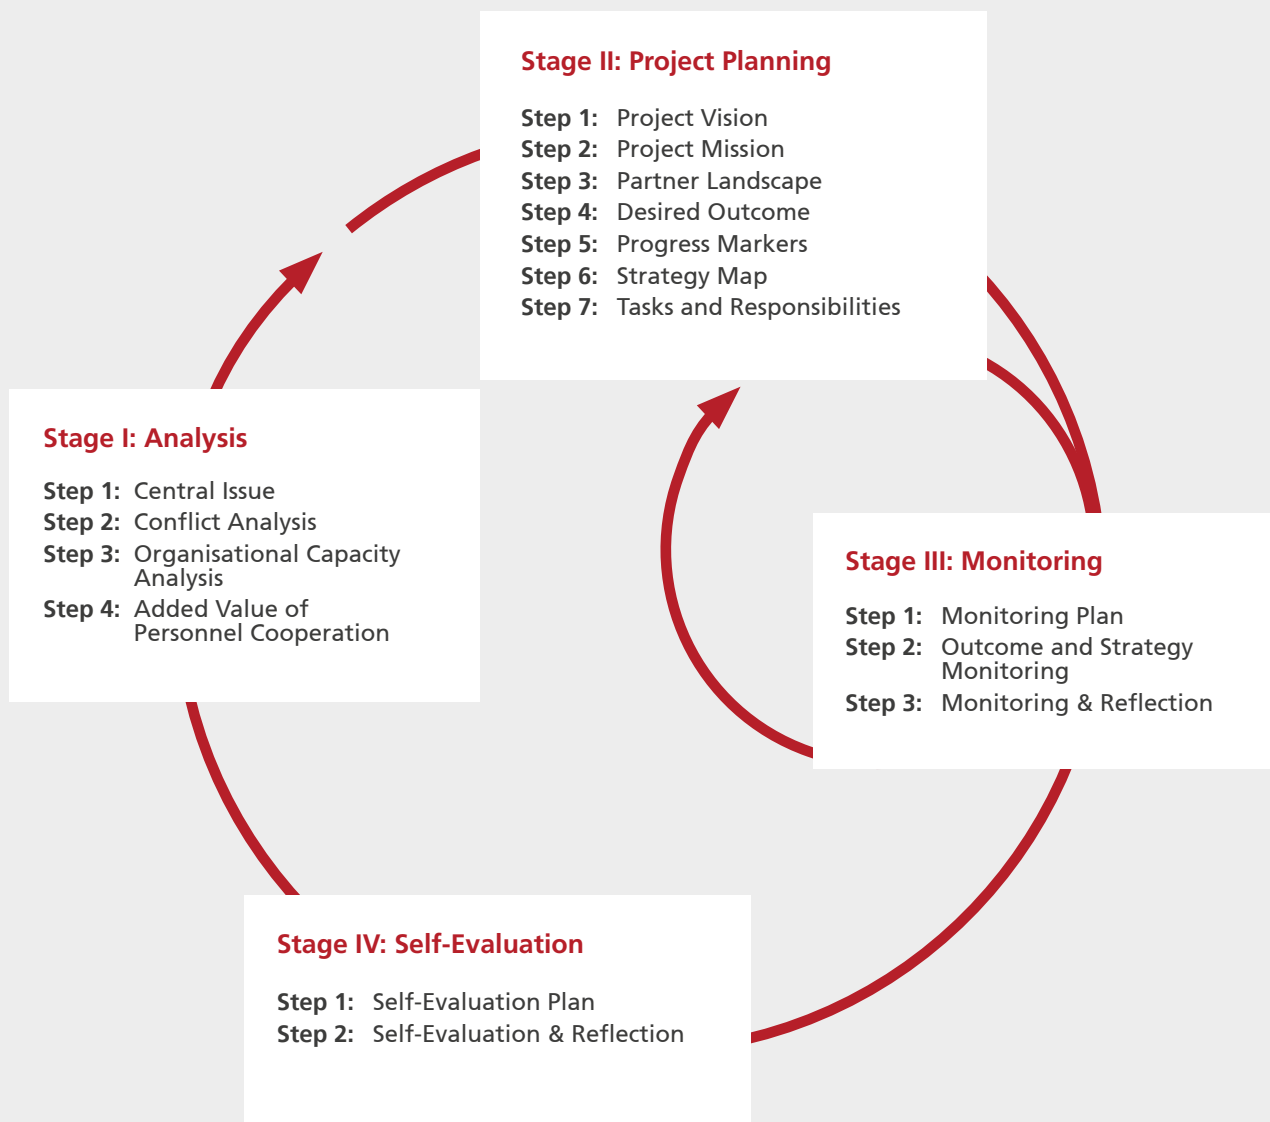 Stage II: Project Planning
Step 1: Project Vision
Step 2: Project Mission
Step 3: Partner Landscape
Step 4: Desired Outcome
Step 5: Progress Markers
Step 6: Strategy Map
Step 7: Tasks and Responsibilities
Stage I: Analysis
Step 1: Central Issue
Step 2: Conflict Analysis
Step 3: Organisational Capacity
Analysis
Step 4: Added Value of
Personnel Cooperation
Stage III: Monitoring
Step 1: Monitoring Plan
Step 2: Outcome and Strategy
Monitoring
Step 3: Monitoring & Reflection
Stage IV: Self-Evaluation
Step 1: Self-Evaluation Plan
Step 2: Self-Evaluation & Reflection